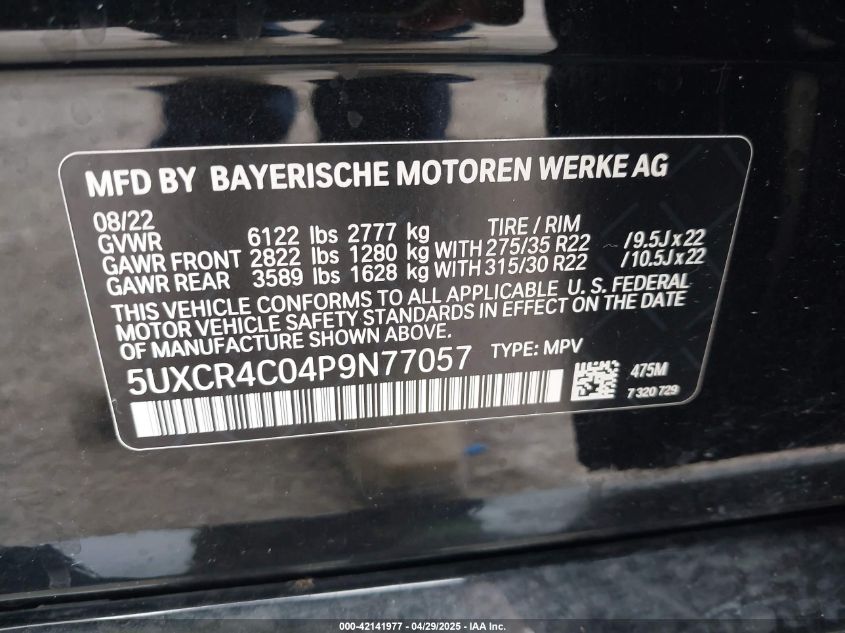 MFD BY BAYERISCHE MOTOREN WERKE AG
08/22 TIRE / RIM
GVWR 6122 lbs 2777 kg
GAWR FRONT 2822 lbs 1280 kg WITH 275/35 R22 ~ /9.5J x 22
GAWR REAR 3589 lbs 1628 kg WITH 315/30 R22 /10.5J x 22
THIS VEHICLE CONFORMS TO ALL APPLICABLE U. S. FEDERAL
MOTOR VEHICLE SAFETY STANDARDS IN EFFECT ON THE DATE
OF MANUFACTURE SHOWN ABOVE.
5UXCR4C04P9N77057 TYPE: MPV
475M
7 320 729
000-42141977 - 04/29/2025 - IAA Inc.